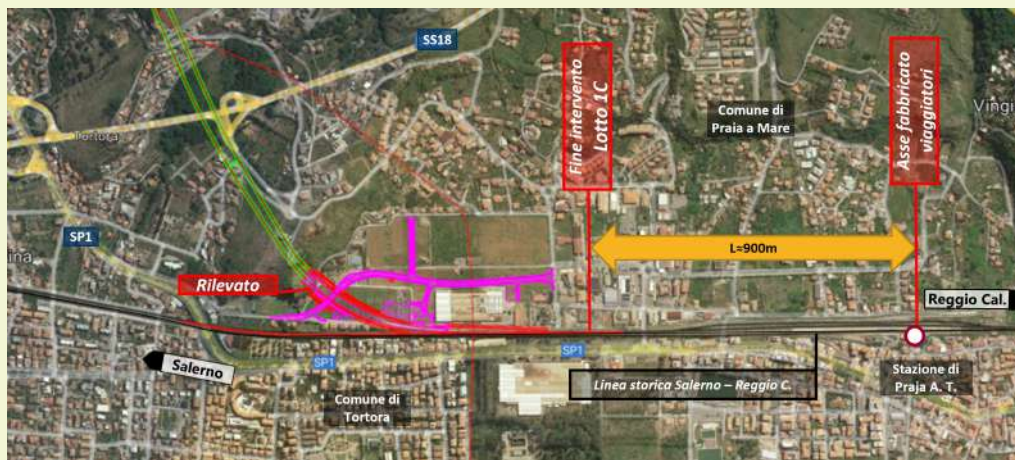 SS18
Fine intervento
Lotto 1C
Asse fabbricato
viaggiatori
Comune di
Praia a Mare
Tortora
SP1
L≈900m
Rilevato
Reggio Cal.
SP1
SP1
Salerno
Linea storica Salerno – Reggio C.
Stazione di
Praja A. T.
Comune di
Tortora